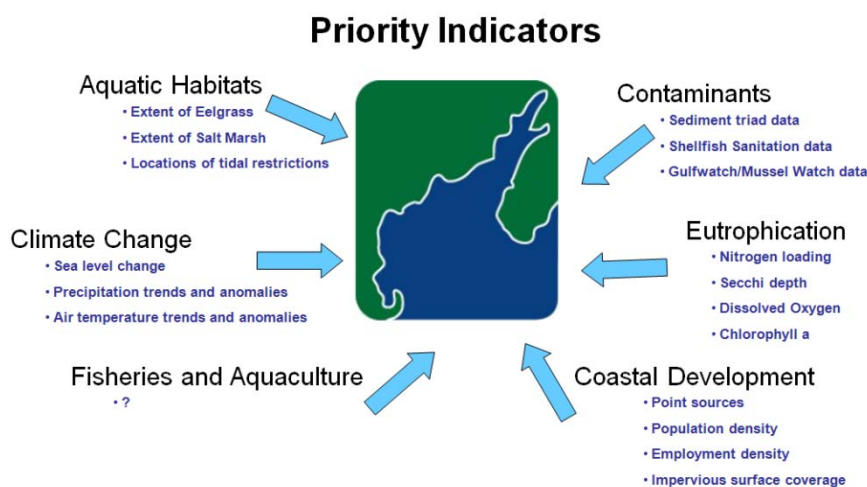 Priority Indicators
Aquatic Habitats
• Extent of Eelgrass
• Extent of Salt Marsh
• Locations of tidal restrictions
Contaminants
• Sediment triad data
• Shellfish Sanitation data
• Gulfwatch/Mussel Watch data
Climate Change
• Sea level change
• Precipitation trends and anomalies
• Air temperature trends and anomalies
Eutrophication
• Nitrogen loading
• Secchi depth
• Dissolved Oxygen
• Chlorophyll a
Fisheries and Aquaculture
• ?
Coastal Development
• Point sources
• Population density
• Employment density
• Impervious surface coverage